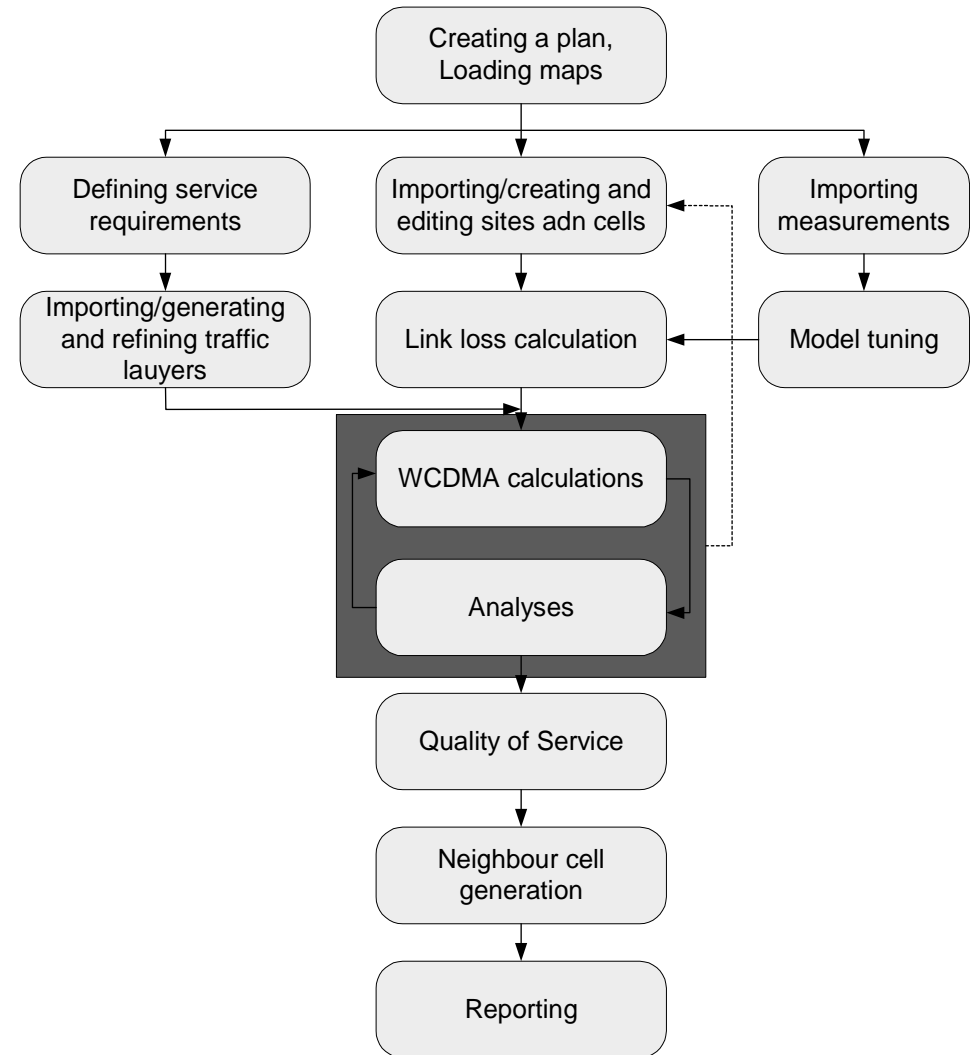 Creating a plan,
Loading maps
Defining service
requirements
Importing/creating and
editing sites adn cells
Importing
measurements
Importing/generating
and refining traffic
lauyers
Link loss calculation
Model tuning
WCDMA calculations
Analyses
Quality of Service
Neighbour cell
generation
Reporting